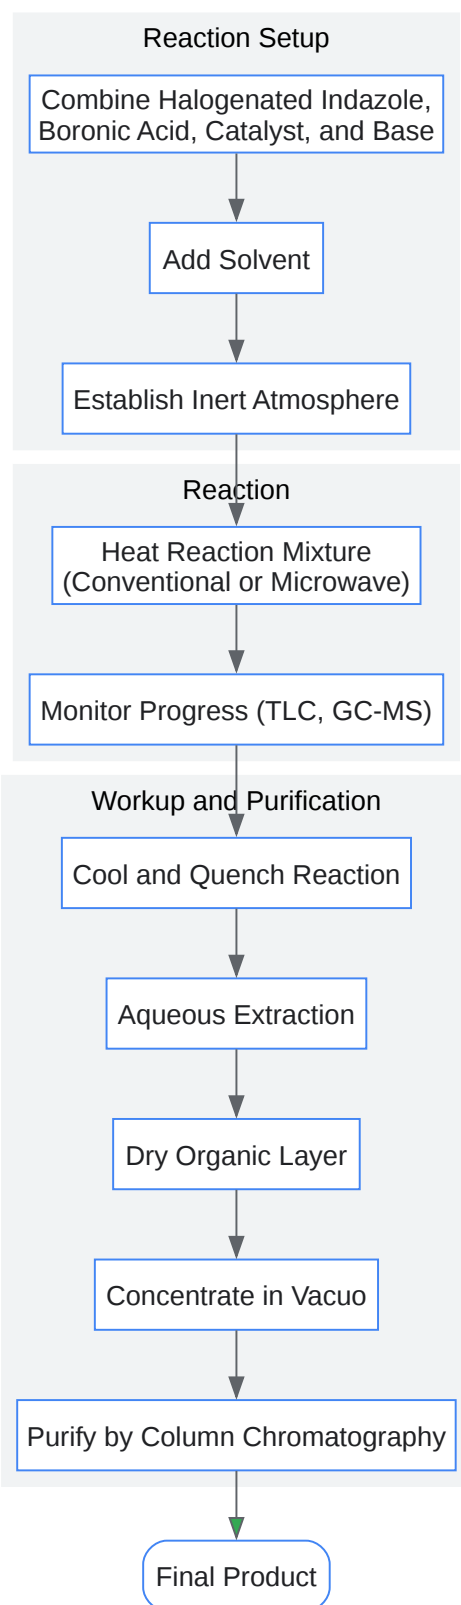 Reaction Setup
Combine Halogenated Indazole,
Boronic Acid, Catalyst, and Base
Add Solvent
Establish Inert Atmosphere
Reaction
Heat Reaction Mixture
(Conventional or Microwave)
Monitor Progress (TLC, GC-MS)
Workup and Purification
Cool and Quench Reaction
Aqueous Extraction
Dry Organic Layer
Concentrate in Vacuo
Purify by Column Chromatography
Final Product